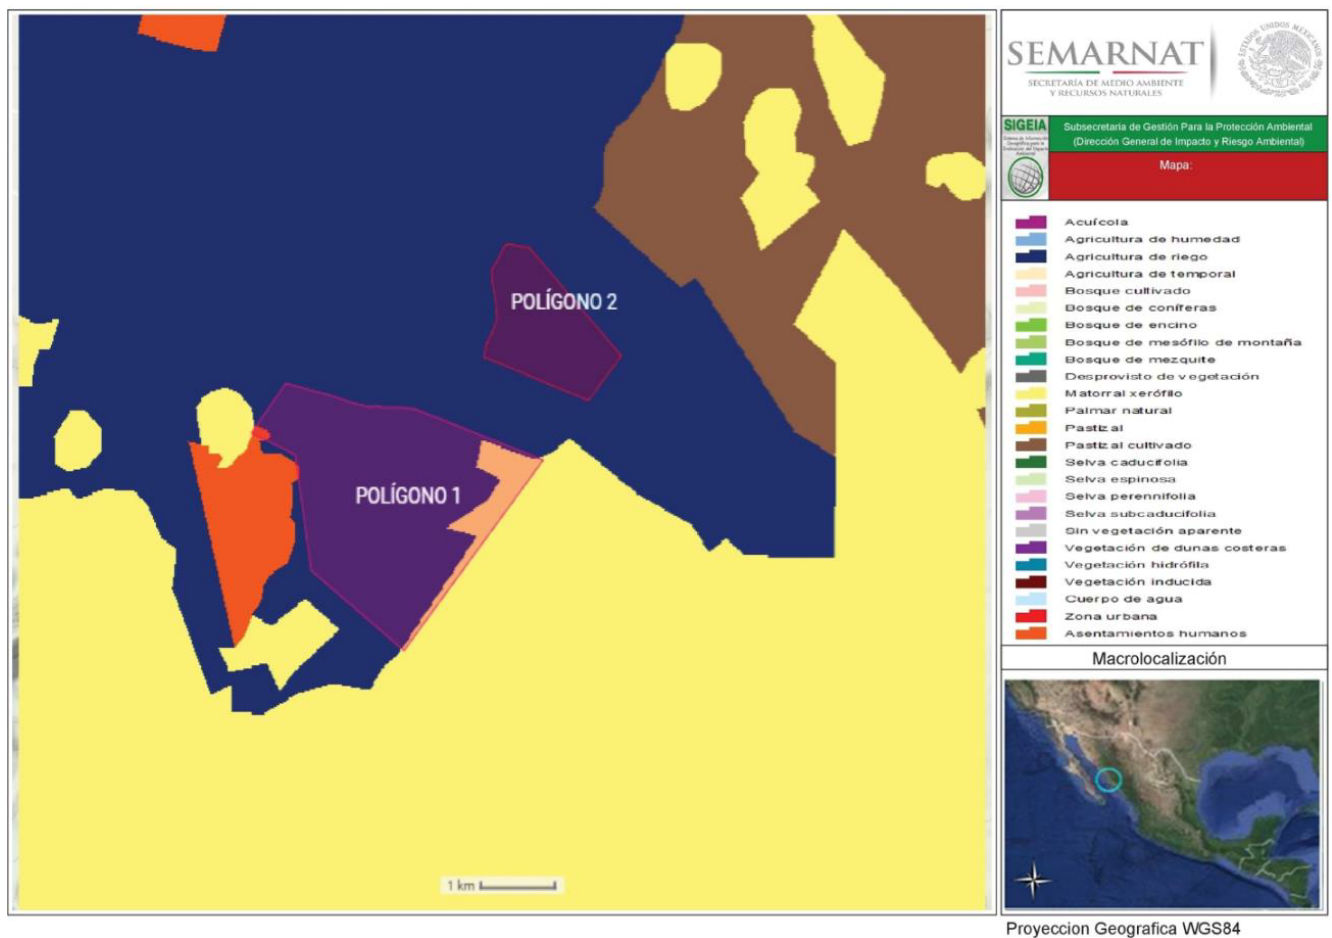 POLÍGONO 2
POLÍGONO 1
1 km
SEMARNAT
SECRETARÍA DE MEDIO AMBIENTE
Y RECURSOS NATURALES
ESTADOS UNIDOS MEXICANOS
SIGEIA
Subsecretaria de Gestión Para la Protección Ambiental
(Dirección General de Impacto y Riesgo Ambiental)
Mapa:
Acuícola
Agricultura de humedad
Agricultura de riego
Agricultura de temporal
Bosque cultivado
Bosque de coníferas
Bosque de encino
Bosque de mesófilo de montaña
Bosque de mezquite
Desprovisto de vegetación
Matorral xerófilo
Palmar natural
Pastizal
Pastizal cultivado
Selva caducifolia
Selva espinosa
Selva perennifolia
Selva subcaducifolia
Sin vegetación aparente
Vegetación de dunas costeras
Vegetación hidrófila
Vegetación inducida
Cuerpo de agua
Zona urbana
Asentamientos humanos
Macrolocalización
Proyeccion Geografica WGS84